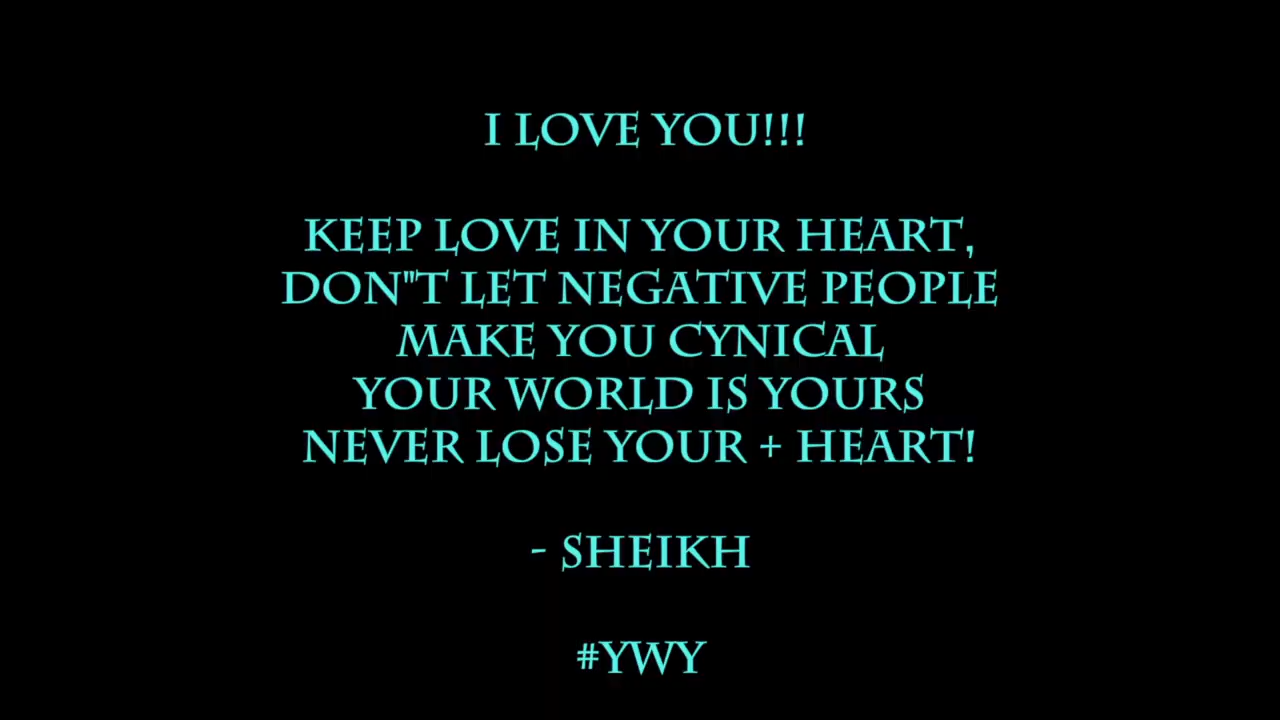 I LOVE YOU!!!
KEEP LOVE IN YOUR HEART,
DON"T LET NEGATIVE PEOPLE
MAKE YOU CYNICAL
YOUR WORLD IS YOURS
NEVER LOSE YOUR + HEART!
- SHEIKH
#YWY